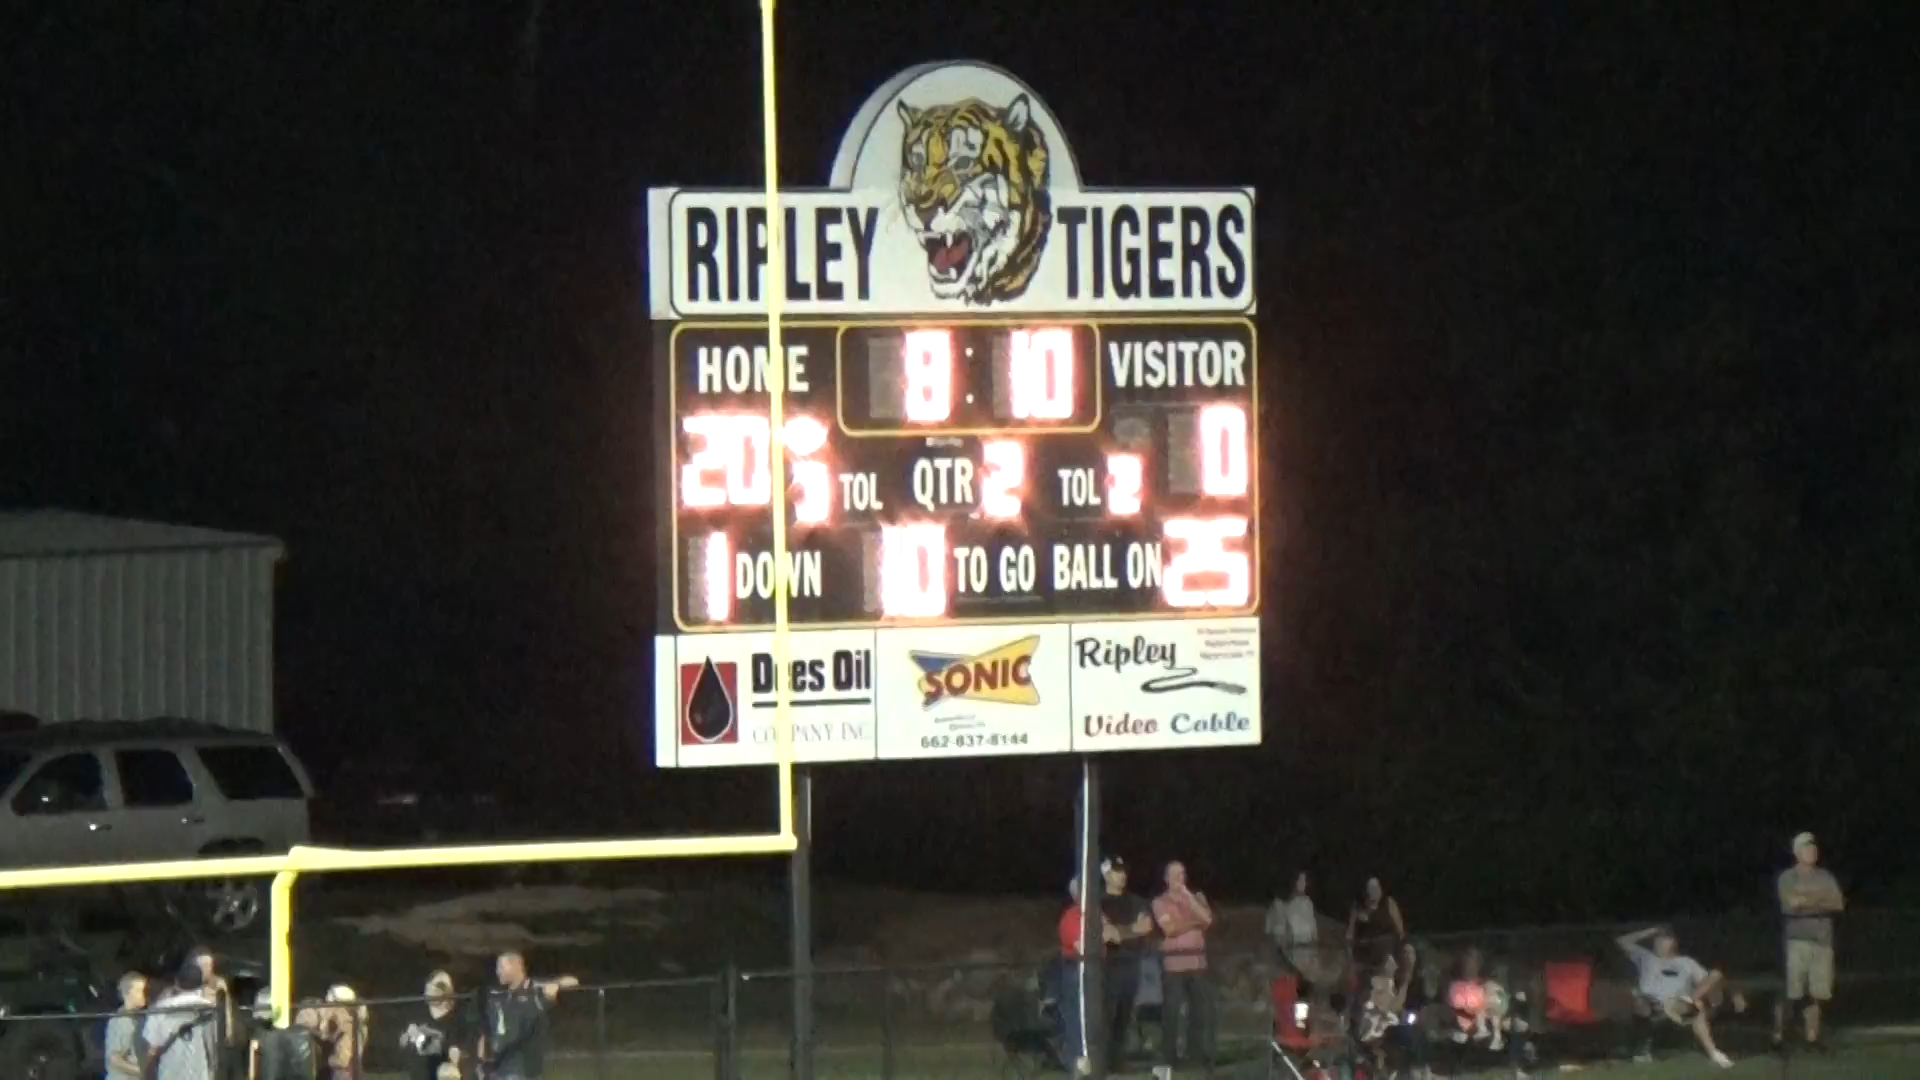 RIPLEY TIGERS
HOME 8:10 VISITOR
20 TOL QTR 2 TOL 2 0
1 DOWN 10 TO GO BALL ON 25
Dees Oil
COMPANY INC.
SONIC
662-837-8144
Ripley
Video Cable